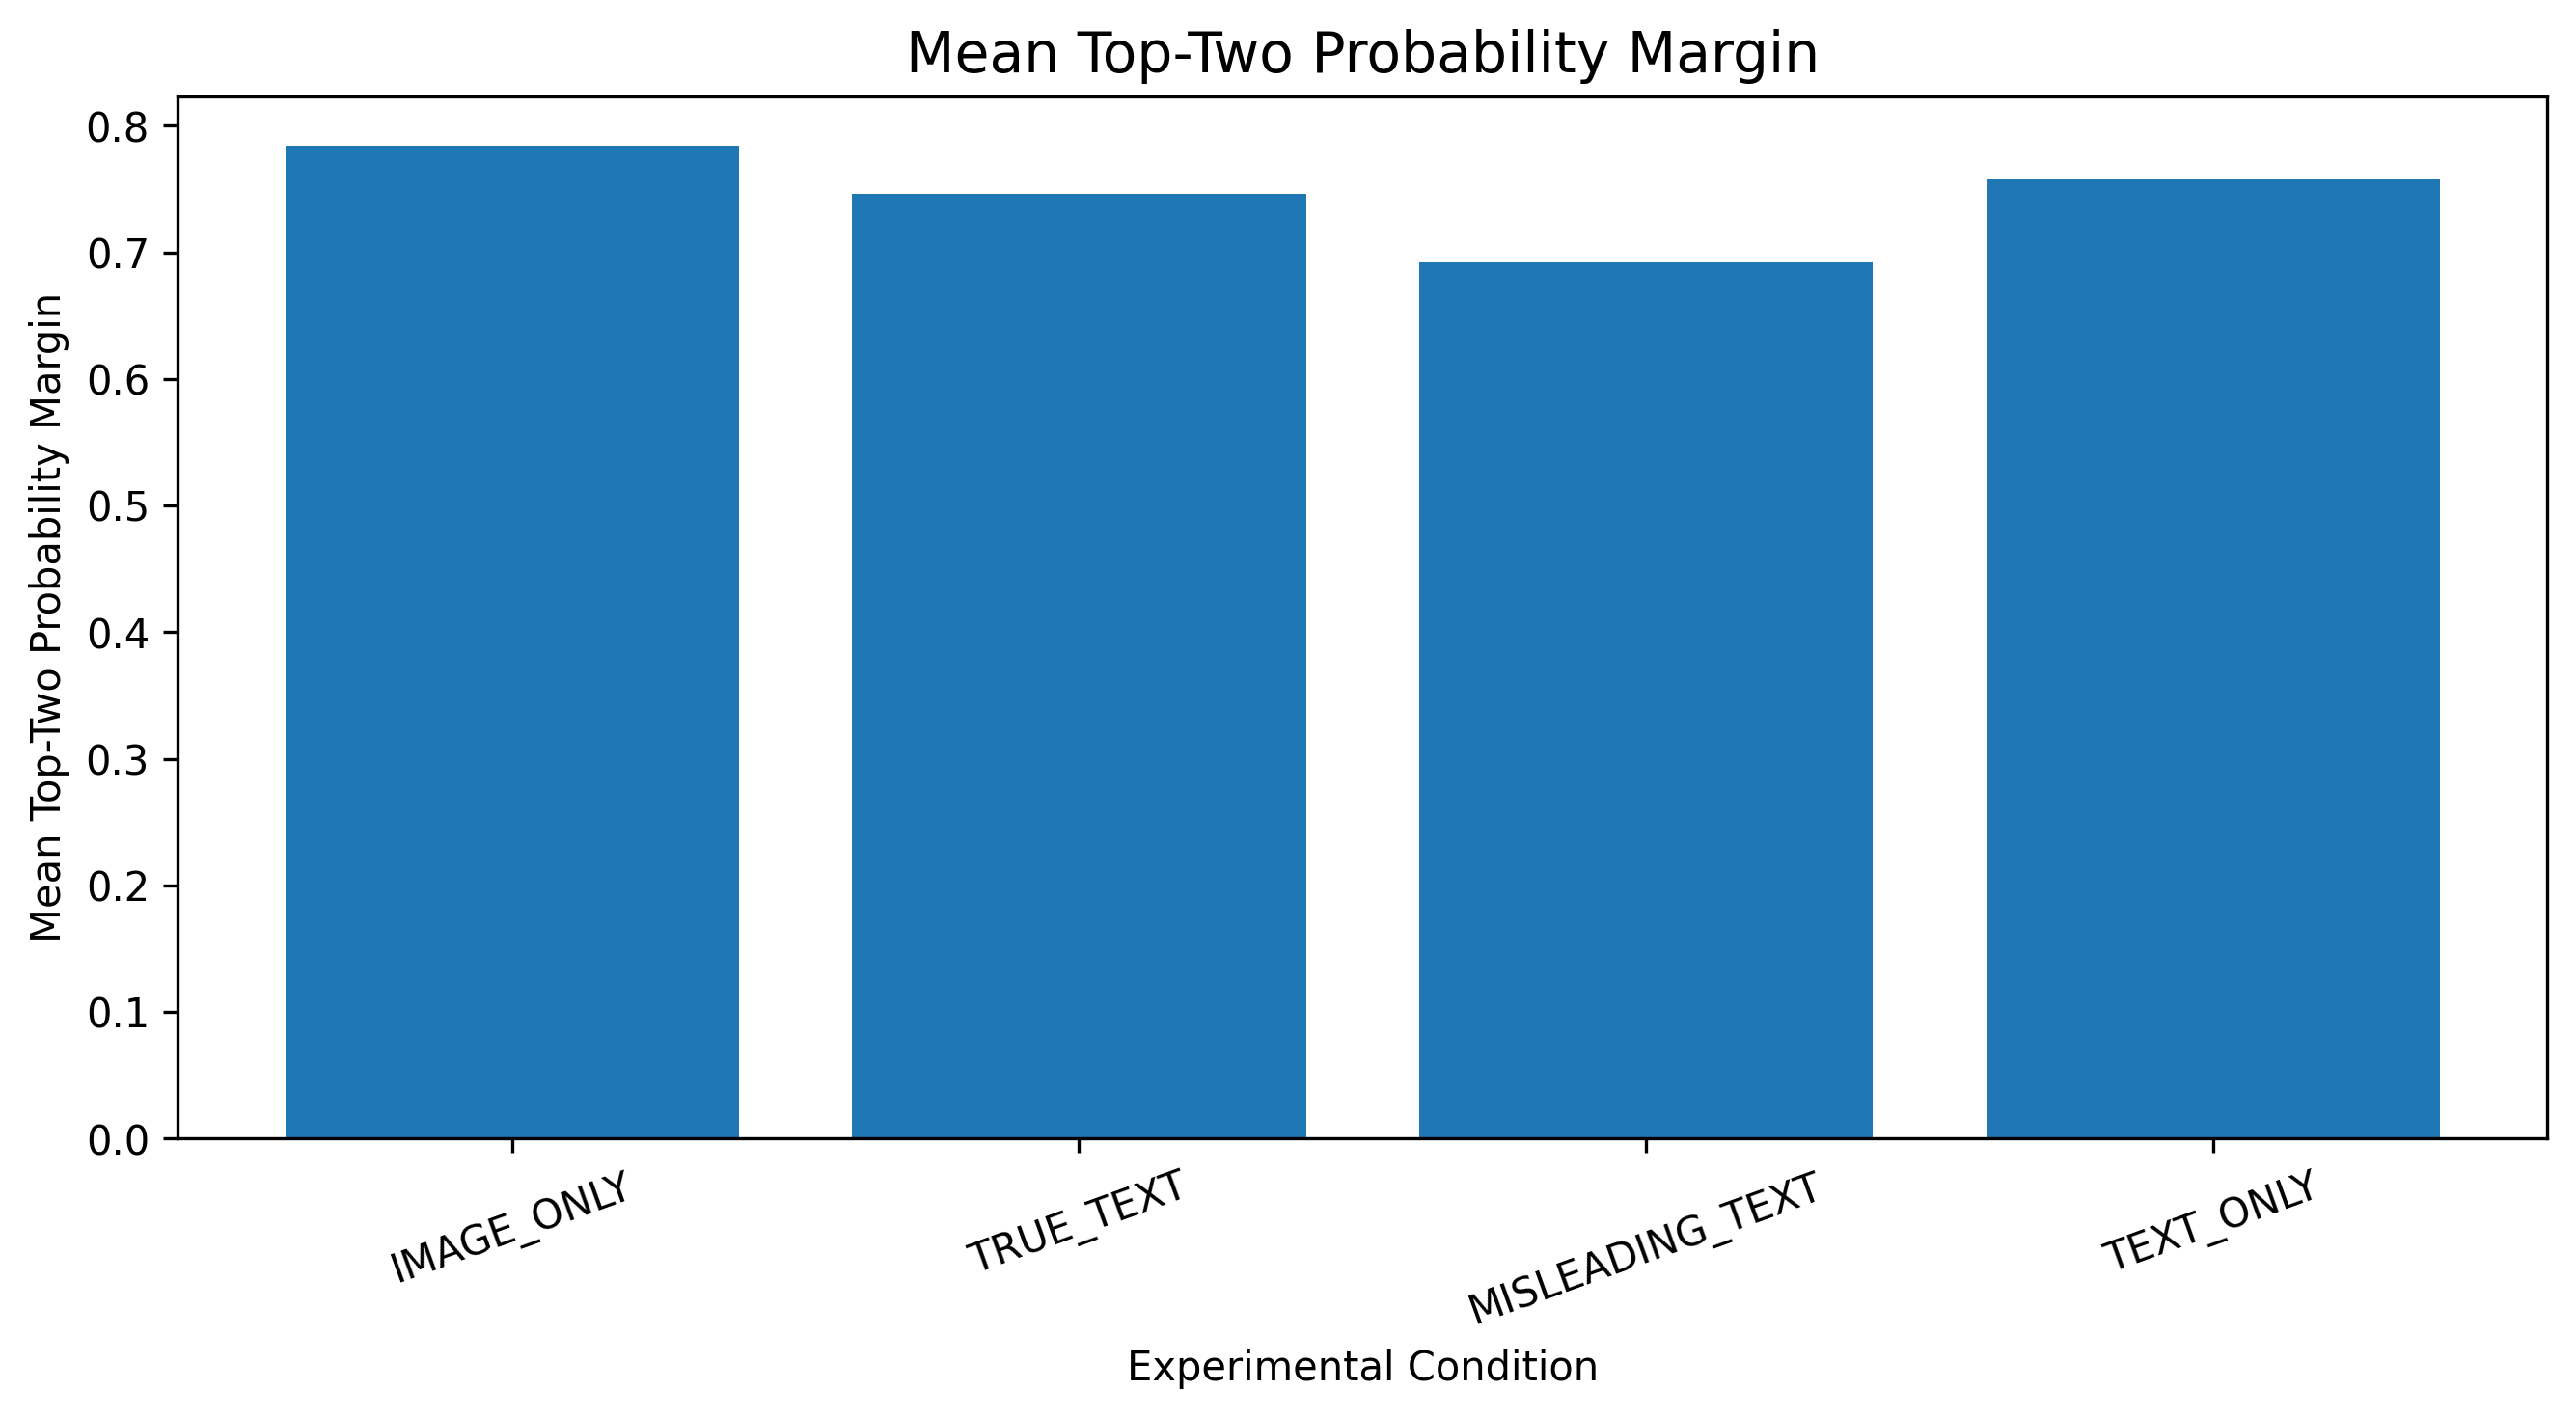 Mean Top-Two Probability Margin
Mean Top-Two Probability Margin
0.8
0.7
0.6
0.5
0.4
0.3
0.2
0.1
0.0
IMAGE_ONLY
TRUE_TEXT
MISLEADING_TEXT
TEXT_ONLY
Experimental Condition